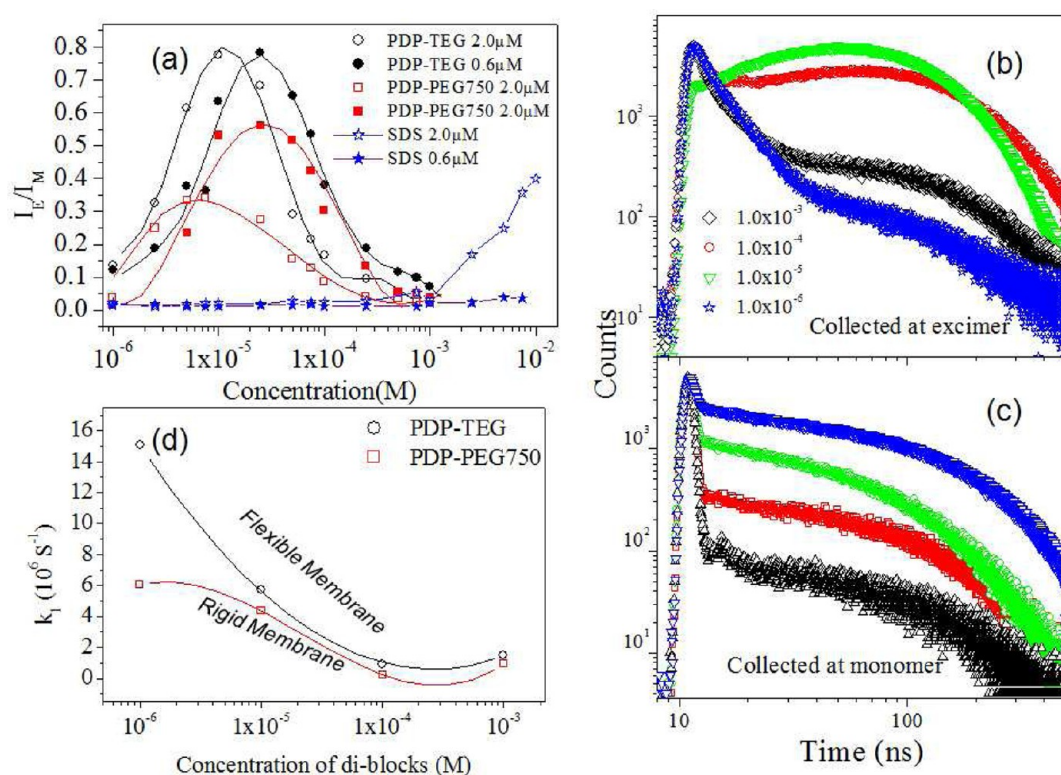 (a)
PDP-TEG 2.0μM
PDP-TEG 0.6μM
PDP-PEG750 2.0μM
PDP-PEG750 2.0μM
SDS 2.0μM
SDS 0.6μM
0.8
0.7
0.6
0.5
0.4
0.3
0.2
0.1
0.0
I_E/I_M
10^-6
1x10^-5
1x10^-4
10^-3
10^-2
Concentration(M)
(b)
10^3
10^2
10^1
1.0x10^-3
1.0x10^-4
1.0x10^-5
1.0x10^-6
Collected at excimer
Counts
(c)
10^3
10^2
10^1
Collected at monomer
10
100
Time (ns)
(d)
PDP-TEG
PDP-PEG750
16
14
12
10
8
6
4
2
0
k_1 (10^6 S^-1)
Flexible Membrane
Rigid Membrane
10^-6
1x10^-5
1x10^-4
10^-3
Concentration of di-blocks (M)